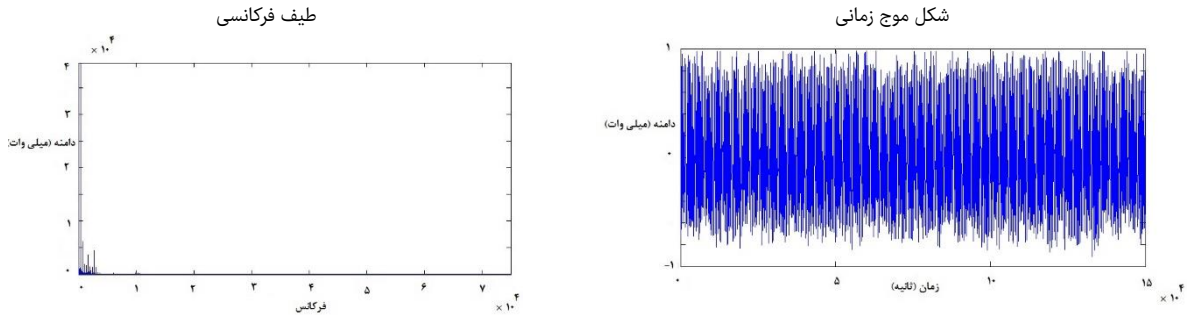 شکل موج زمانی
طیف فرکانسی
۱
۰
-۱
دامنه (میلی وات)
۰ ۵ ۱۰ ۱۵
× ۱۰^۴
زمان (ثانیه)
× ۱۰^۴
۴
۳
۲
۱
۰
دامنه (میلی وات)
۰ ۱ ۲ ۳ ۴ ۵ ۶ ۷
× ۱۰^۴
فرکانس